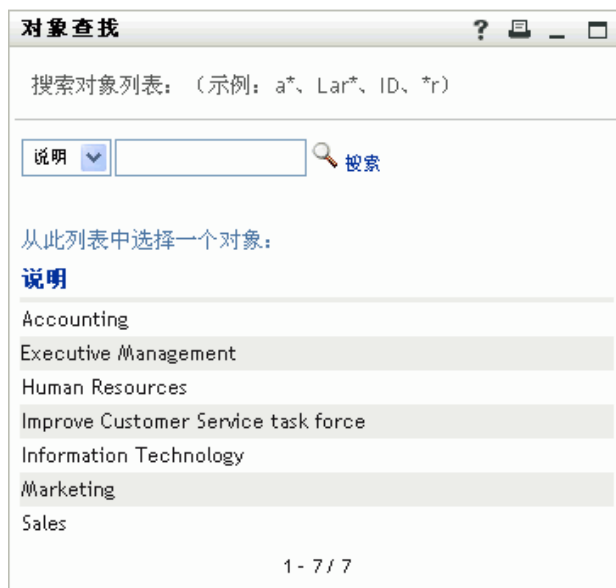 对象查找 ?
搜索对象列表：（示例：a*、Lar*、ID、*r）
说明 搜索
从此列表中选择一个对象：
说明
Accounting
Executive Management
Human Resources
Improve Customer Service task force
Information Technology
Marketing
Sales
1 - 7 / 7